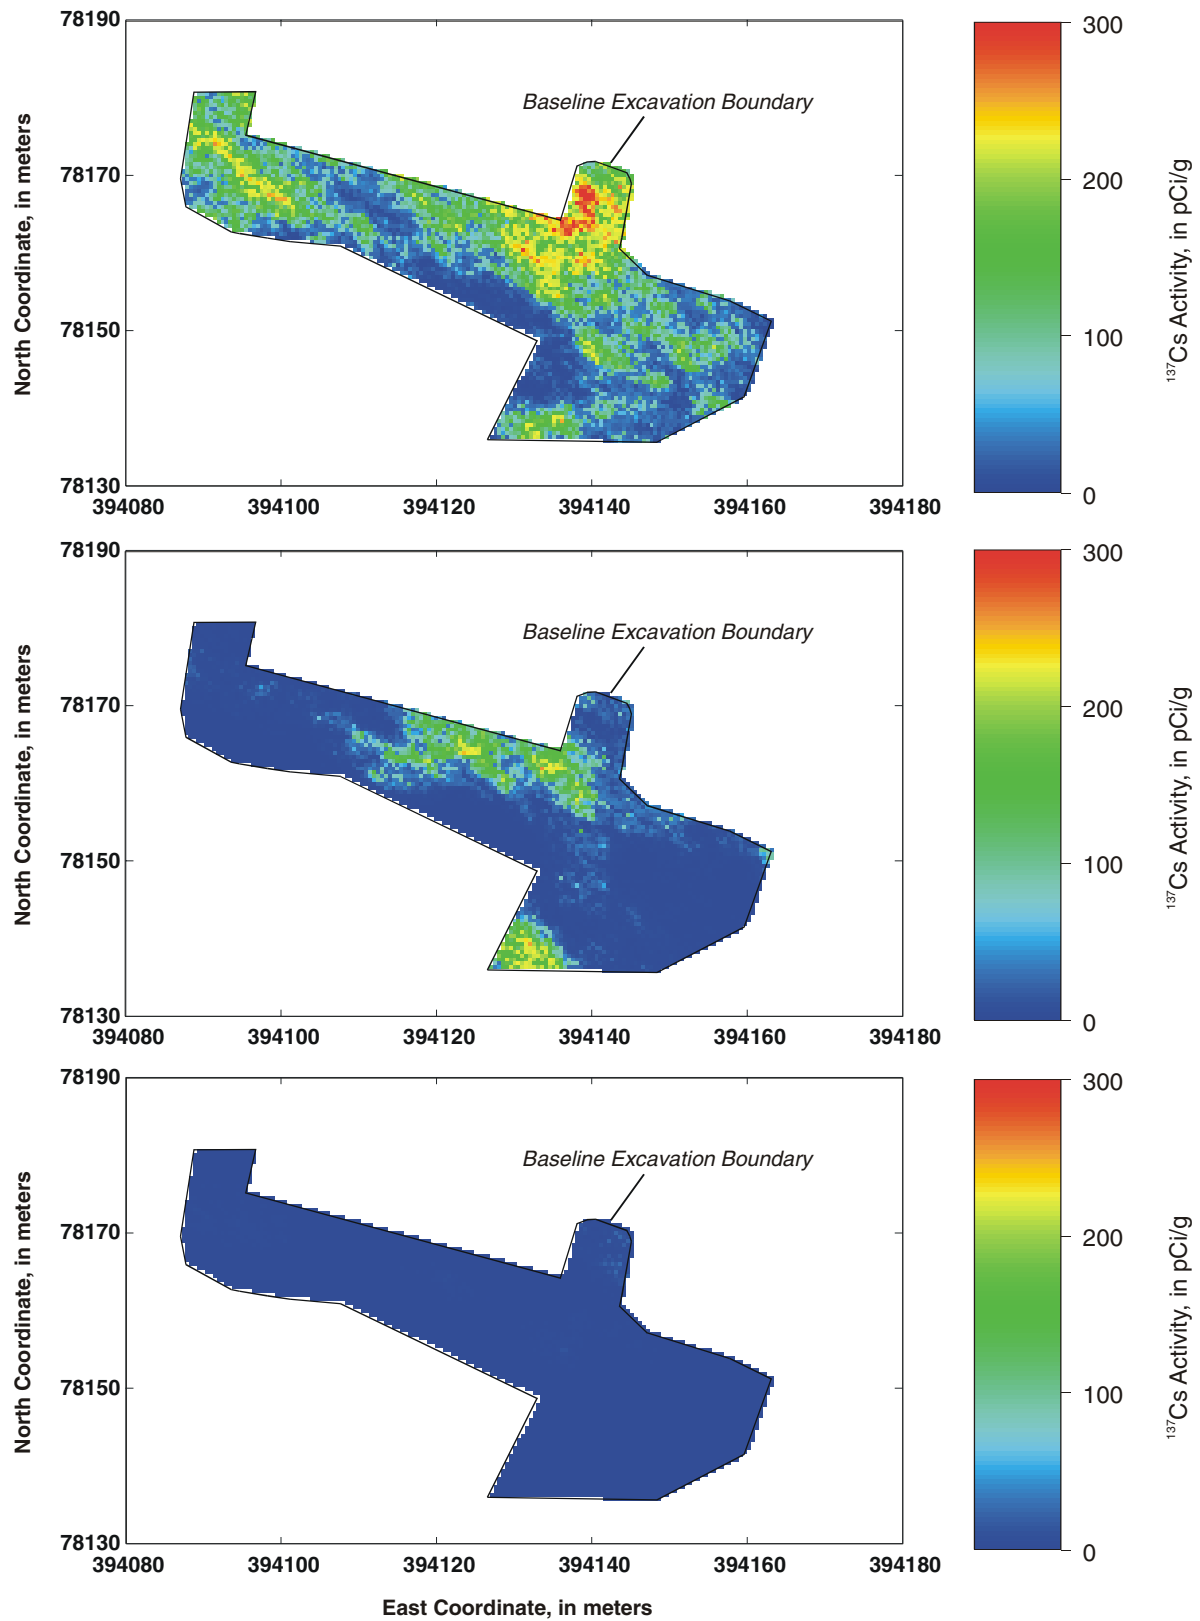 78190
78170
78150
78130
North Coordinate, in meters
Baseline Excavation Boundary
394080 394100 394120 394140 394160 394180
300
200
100
0
137Cs Activity, in pCi/g
78190
78170
78150
78130
North Coordinate, in meters
Baseline Excavation Boundary
394080 394100 394120 394140 394160 394180
300
200
100
0
137Cs Activity, in pCi/g
78190
78170
78150
78130
North Coordinate, in meters
Baseline Excavation Boundary
394080 394100 394120 394140 394160 394180
East Coordinate, in meters
300
200
100
0
137Cs Activity, in pCi/g